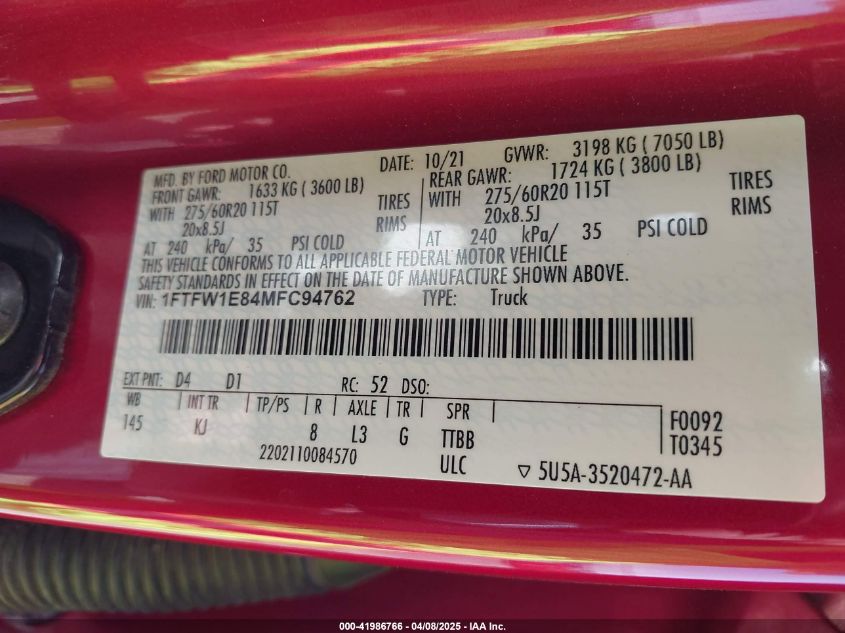 MFD. BY FORD MOTOR CO. DATE: 10/21 GVWR: 3198 KG ( 7050 LB)
FRONT GAWR: 1633 KG ( 3600 LB) REAR GAWR: 1724 KG ( 3800 LB)
WITH 275/60R20 115T TIRES WITH 275/60R20 115T TIRES
20x8.5J RIMS 20x8.5J RIMS
AT 240 kPa/ 35 PSI COLD AT 240 kPa/ 35 PSI COLD
THIS VEHICLE CONFORMS TO ALL APPLICABLE FEDERAL MOTOR VEHICLE
SAFETY STANDARDS IN EFFECT ON THE DATE OF MANUFACTURE SHOWN ABOVE.
VIN: 1FTFW1E84MFC94762 TYPE: Truck
EXT PNT: D4 D1 RC: 52 DSO:
WB INT TR TP/PS R AXLE TR SPR F0092
145 KJ 8 L3 G TTBB T0345
2202110084570 ULC ▽ 5U5A-3520472-AA
000-41986766 - 04/08/2025 - IAA Inc.